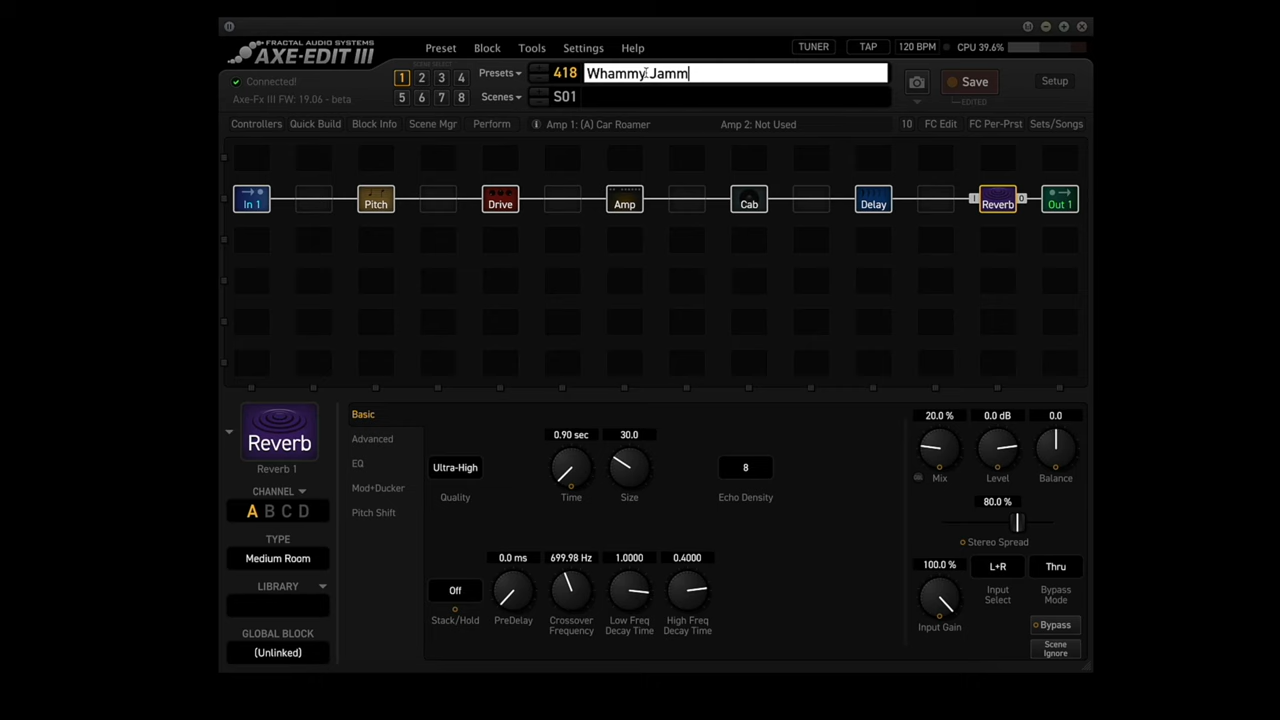 FRACTAL AUDIO SYSTEMS
AXE-EDIT III
Preset Block Tools Settings Help
TUNER TAP 120 BPM CPU 39.6%
Connected!
Axe-Fx III FW: 19.06 - beta
SCENE SELECT
1 2 3 4
5 6 7 8
Presets 418 Whammy Jamm
Scenes S01
Save
EDITED
Setup
Controllers Quick Build Block Info Scene Mgr Perform Amp 1: (A) Car Roamer Amp 2: Not Used 10 FC Edit FC Per-Prst Sets/Songs
In 1 Pitch Drive Amp Cab Delay I Reverb O Out 1
Reverb
Reverb 1
CHANNEL
A B C D
TYPE
Medium Room
LIBRARY
GLOBAL BLOCK
(Unlinked)
Basic
Advanced
EQ
Mod+Ducker
Pitch Shift
0.90 sec 30.0
Ultra-High 8
Quality Time Size Echo Density
0.0 ms 699.98 Hz 1.0000 0.4000
Off
Stack/Hold PreDelay Crossover Frequency Low Freq Decay Time High Freq Decay Time
20.0 % 0.0 dB 0.0
Mix Level Balance
80.0 %
Stereo Spread
100.0 % L+R Thru
Input Gain Input Select Bypass Mode
Bypass
Scene Ignore